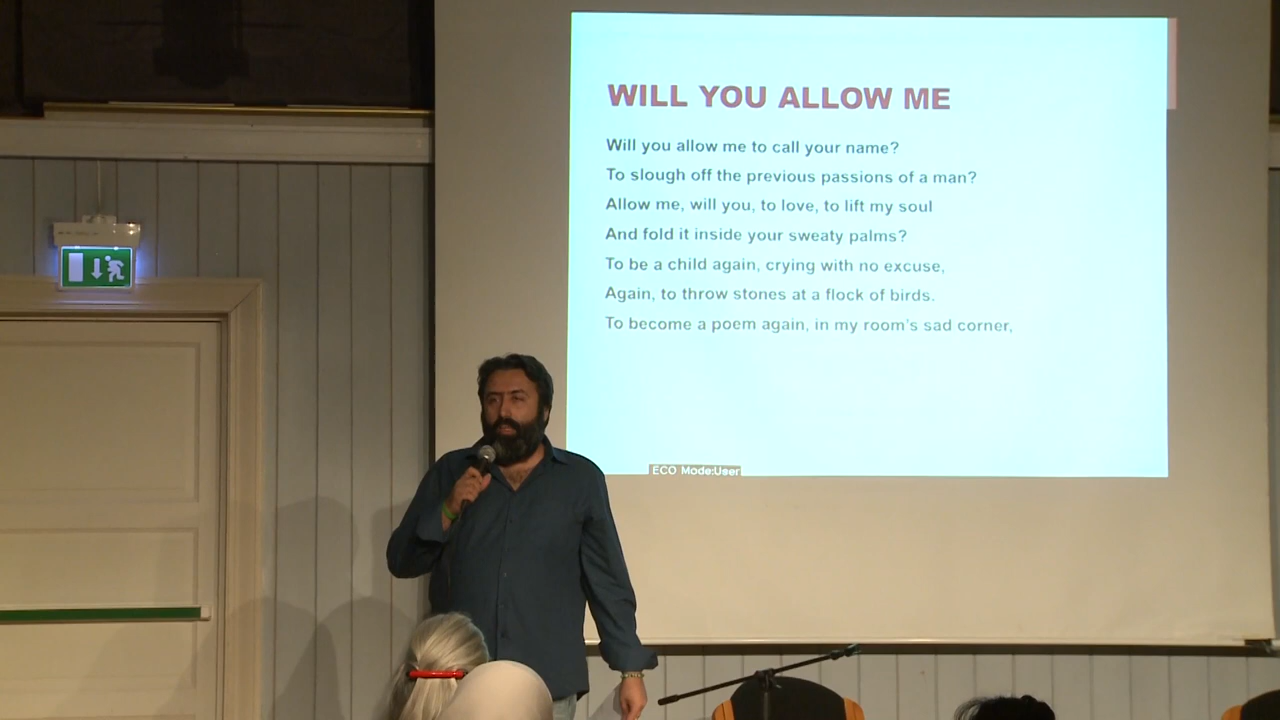 WILL YOU ALLOW ME
Will you allow me to call your name?
To slough off the previous passions of a man?
Allow me, will you, to love, to lift my soul
And fold it inside your sweaty palms?
To be a child again, crying with no excuse,
Again, to throw stones at a flock of birds.
To become a poem again, in my room's sad corner,
ECO Mode:User